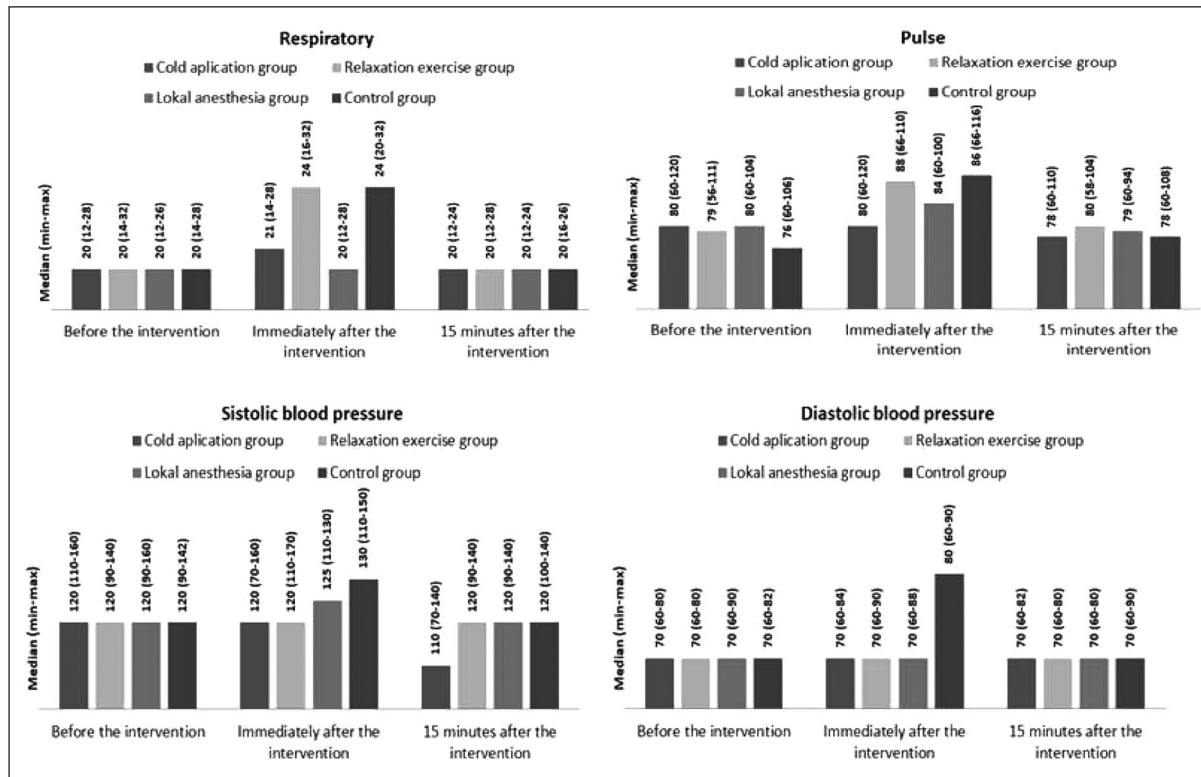 Respiratory
Cold aplication group
Relaxation exercise group
Lokal anesthesia group
Control group
Median (min-max)
20 (12-28)
20 (14-32)
20 (12-26)
20 (14-28)
21 (14-28)
24 (16-32)
20 (12-28)
24 (20-32)
20 (12-24)
20 (12-28)
20 (12-24)
20 (16-26)
Before the intervention
Immediately after the
intervention
15 minutes after the
intervention
Pulse
Cold aplication group
Relaxation exercise group
Lokal anesthesia group
Control group
Median (min-max)
80 (60-120)
79 (56-111)
80 (60-104)
76 (60-106)
80 (60-120)
88 (66-110)
84 (60-100)
86 (66-116)
78 (60-110)
80 (58-104)
79 (60-94)
78 (60-108)
Before the intervention
Immediately after the
intervention
15 minutes after the
intervention
Sistolic blood pressure
Cold aplication group
Relaxation exercise group
Lokal anesthesia group
Control group
Median (min-max)
120 (110-160)
120 (90-140)
120 (90-160)
120 (90-142)
120 (70-160)
120 (110-170)
125 (110-130)
130 (110-150)
110 (70-140)
120 (90-140)
120 (90-140)
120 (100-140)
Before the intervention
Immediately after the
intervention
15 minutes after the
intervention
Diastolic blood pressure
Cold aplication group
Relaxation exercise group
Lokal anesthesia group
Control group
Median (min-max)
70 (60-80)
70 (60-80)
70 (60-90)
70 (60-82)
70 (60-84)
70 (60-90)
70 (60-88)
80 (60-90)
70 (60-82)
70 (60-80)
70 (60-80)
70 (60-90)
Before the intervention
Immediately after the
intervention
15 minutes after the
intervention